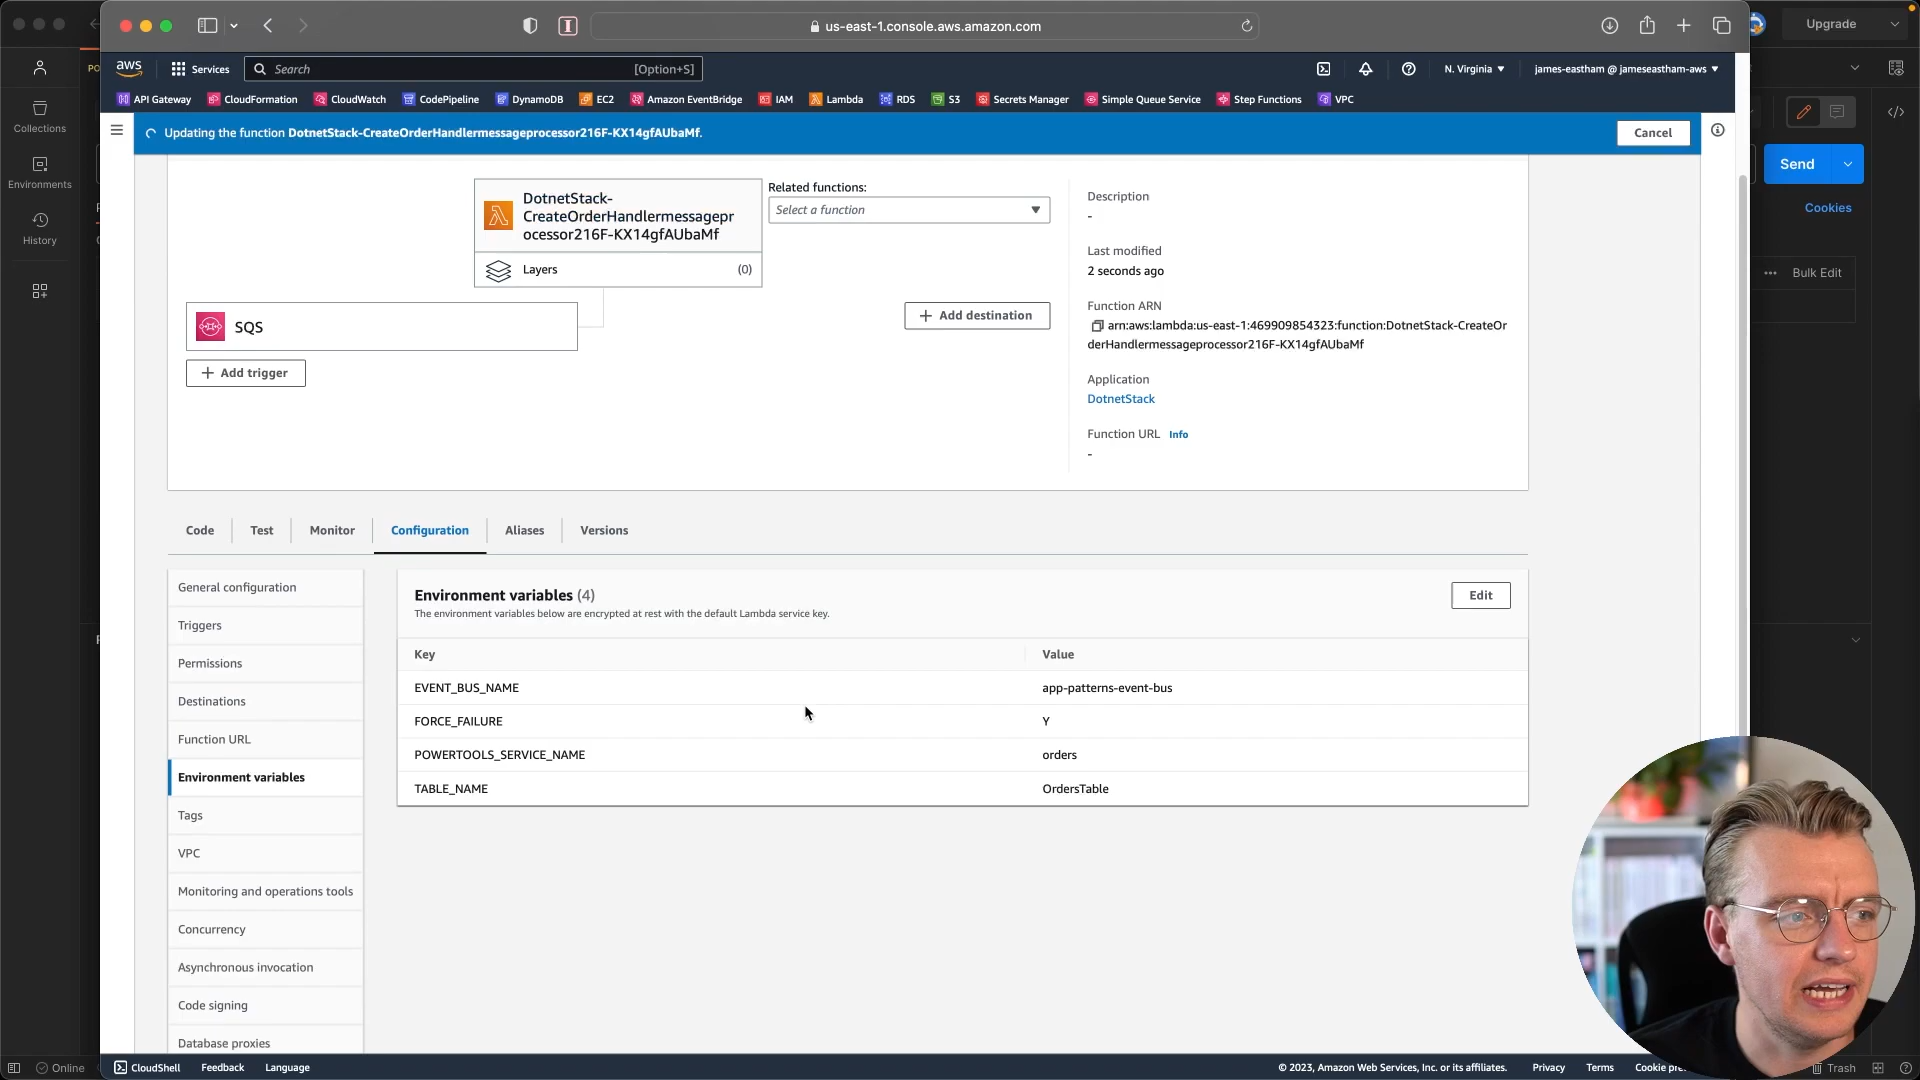 Upgrade
us-east-1.console.aws.amazon.com
aws
Services
Search
[Option+S]
N. Virginia
james-eastham @ jameseastham-aws
PO
API Gateway
CloudFormation
CloudWatch
CodePipeline
DynamoDB
EC2
Amazon EventBridge
IAM
Lambda
RDS
S3
Secrets Manager
Simple Queue Service
Step Functions
VPC
Collections
Environments
History
Updating the function DotnetStack-CreateOrderHandlermessageprocessor216F-KX14gfAUbaMf.
Cancel
Send
Cookies
Bulk Edit
DotnetStack-
CreateOrderHandlermessagepr
ocessor216F-KX14gfAUbaMf
Layers
(0)
Related functions:
Select a function
SQS
Add trigger
Add destination
Description
-
Last modified
2 seconds ago
Function ARN
arn:aws:lambda:us-east-1:469909854323:function:DotnetStack-CreateOr
derHandlermessageprocessor216F-KX14gfAUbaMf
Application
DotnetStack
Function URL Info
-
Code
Test
Monitor
Configuration
Aliases
Versions
General configuration
Triggers
Permissions
Destinations
Function URL
Environment variables
Tags
VPC
Monitoring and operations tools
Concurrency
Asynchronous invocation
Code signing
Database proxies
Environment variables (4)
The environment variables below are encrypted at rest with the default Lambda service key.
Edit
Key
Value
EVENT_BUS_NAME
app-patterns-event-bus
FORCE_FAILURE
Y
POWERTOOLS_SERVICE_NAME
orders
TABLE_NAME
OrdersTable
Online
CloudShell
Feedback
Language
© 2023, Amazon Web Services, Inc. or its affiliates.
Privacy
Terms
Cookie
Trash